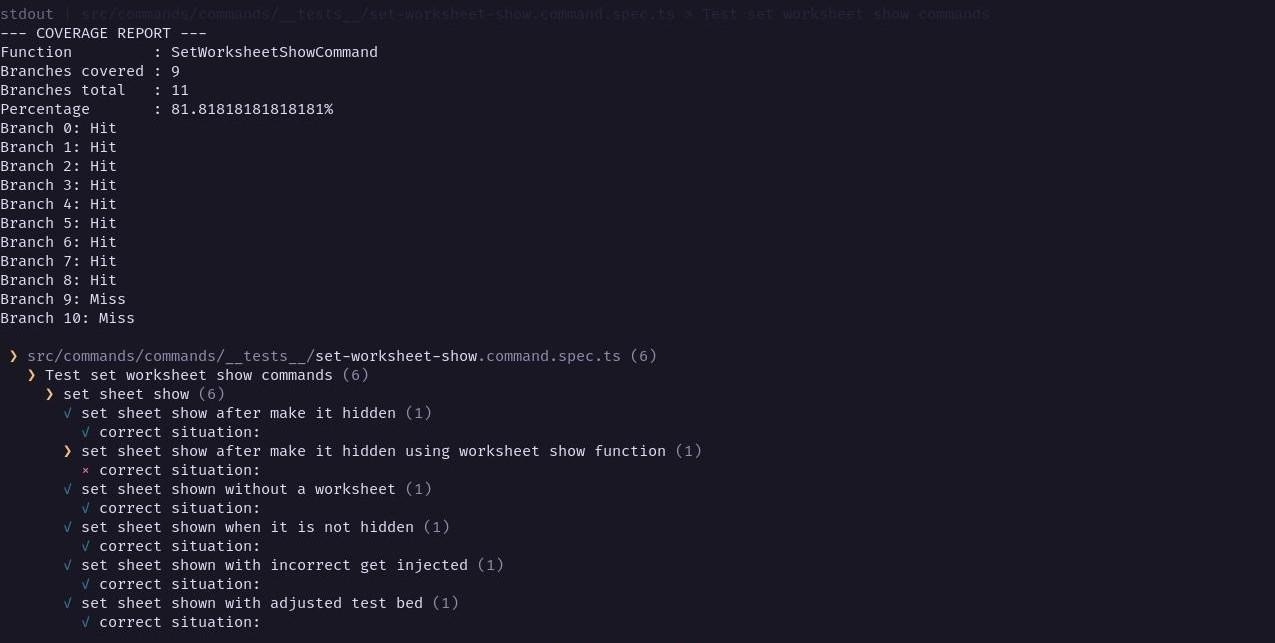 stdout | src/commands/commands/__tests__/set-worksheet-show.command.spec.ts > Test set worksheet show commands
--- COVERAGE REPORT ---
Function         : SetWorksheetShowCommand
Branches covered : 9
Branches total   : 11
Percentage       : 81.81818181818181%
Branch 0: Hit
Branch 1: Hit
Branch 2: Hit
Branch 3: Hit
Branch 4: Hit
Branch 5: Hit
Branch 6: Hit
Branch 7: Hit
Branch 8: Hit
Branch 9: Miss
Branch 10: Miss
❯ src/commands/commands/__tests__/set-worksheet-show.command.spec.ts (6)
❯ Test set worksheet show commands (6)
❯ set sheet show (6)
√ set sheet show after make it hidden (1)
√ correct situation:
❯ set sheet show after make it hidden using worksheet show function (1)
× correct situation:
√ set sheet shown without a worksheet (1)
√ correct situation:
√ set sheet shown when it is not hidden (1)
√ correct situation:
√ set sheet shown with incorrect get injected (1)
√ correct situation:
√ set sheet shown with adjusted test bed (1)
√ correct situation: